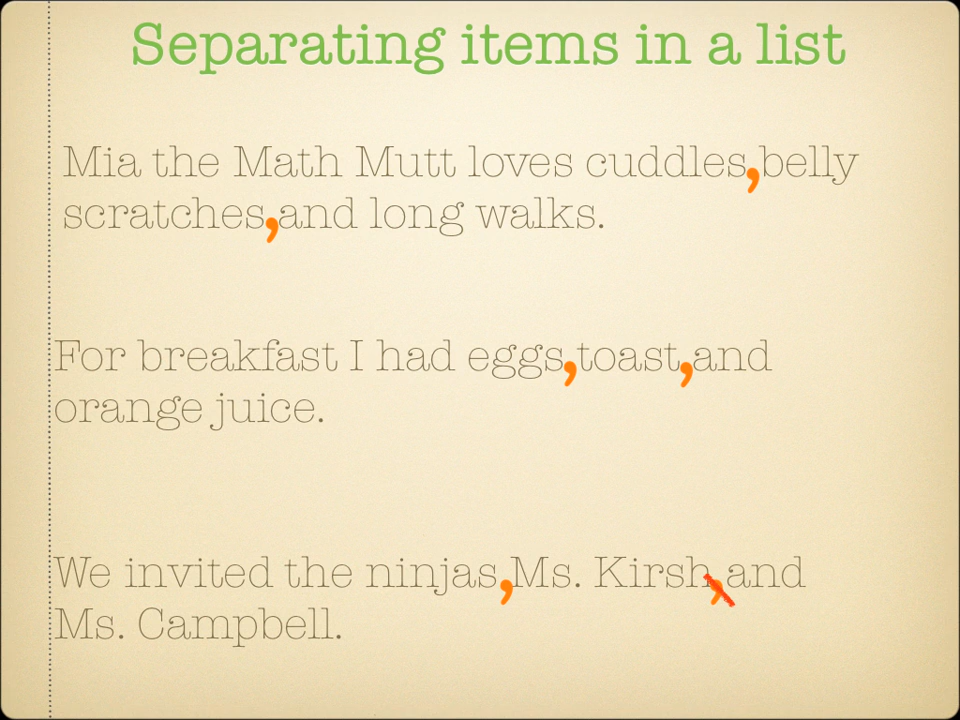 Separating items in a list
Mia the Math Mutt loves cuddles,belly
scratches,and long walks.
For breakfast I had eggs,toast,and
orange juice.
We invited the ninjas,Ms. Kirsh,and
Ms. Campbell.